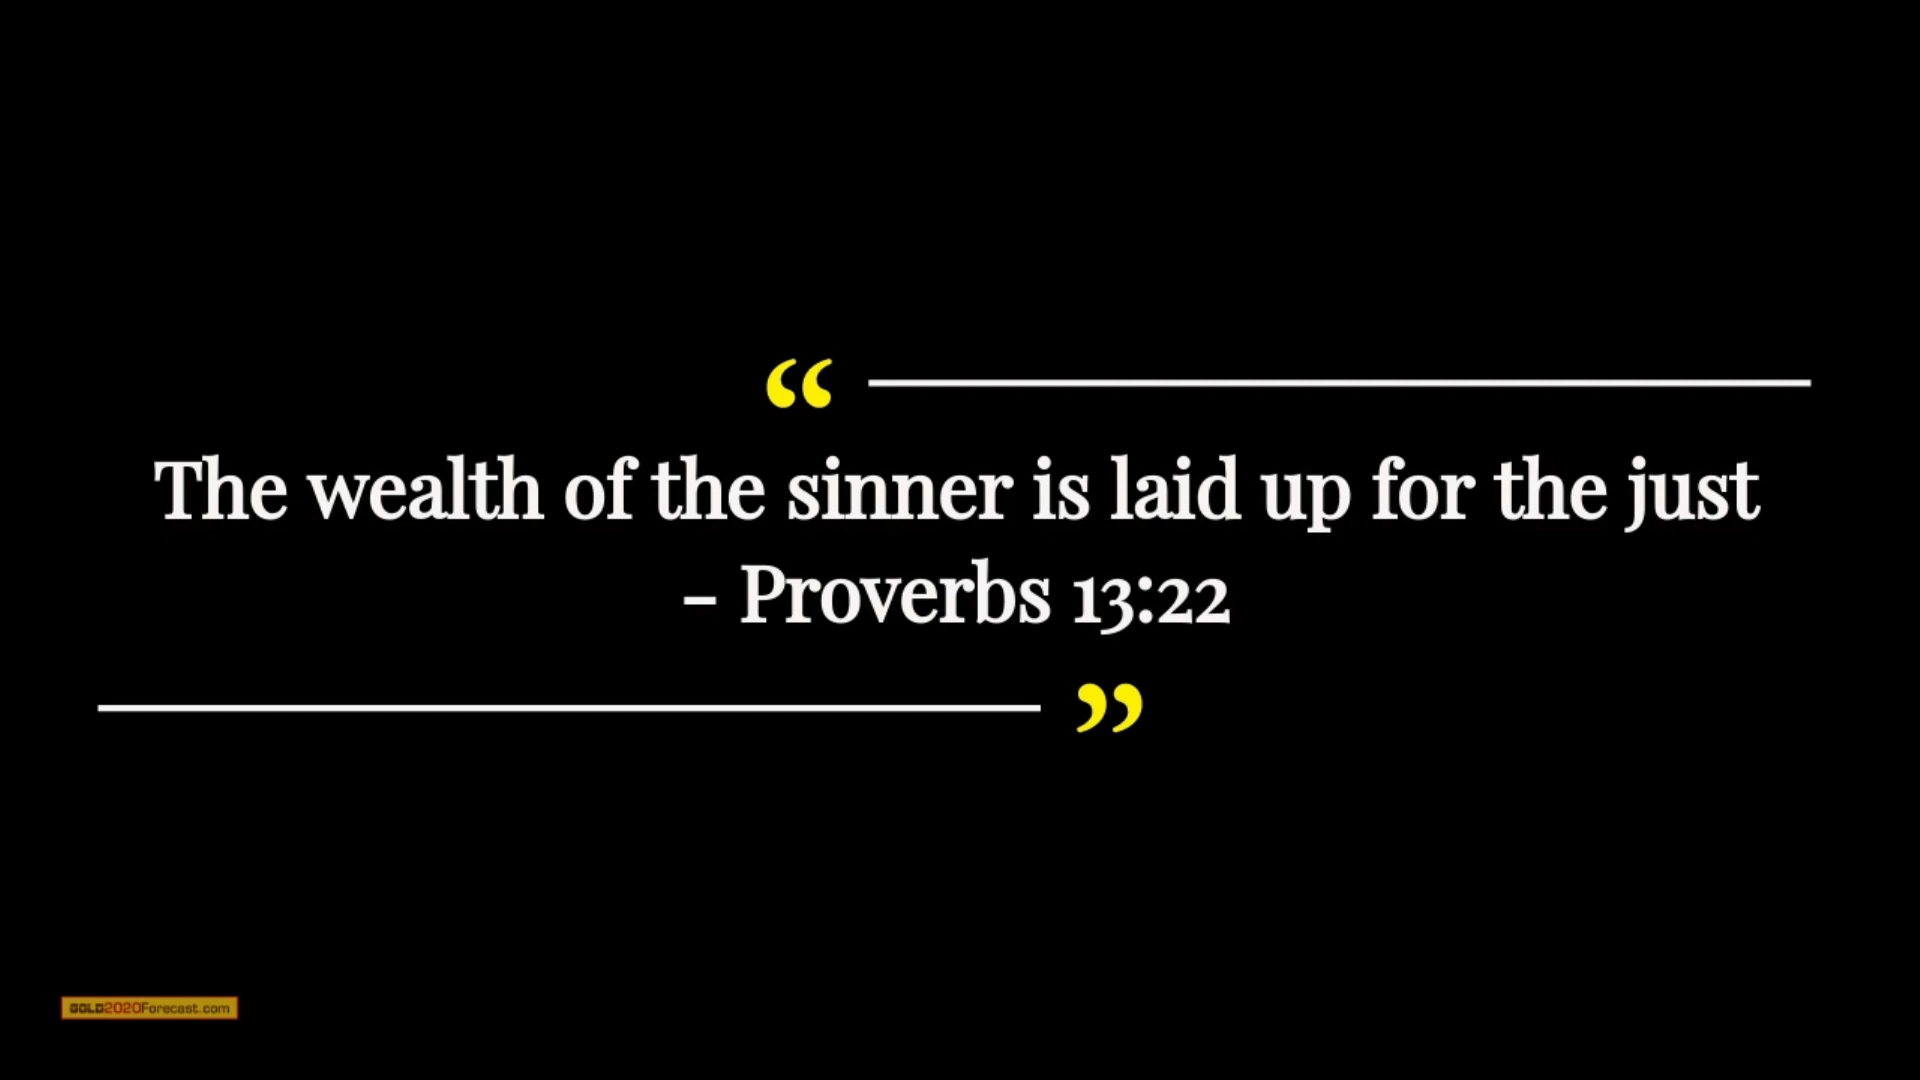 “
The wealth of the sinner is laid up for the just
- Proverbs 13:22
”
GOLD2020Forecast.com